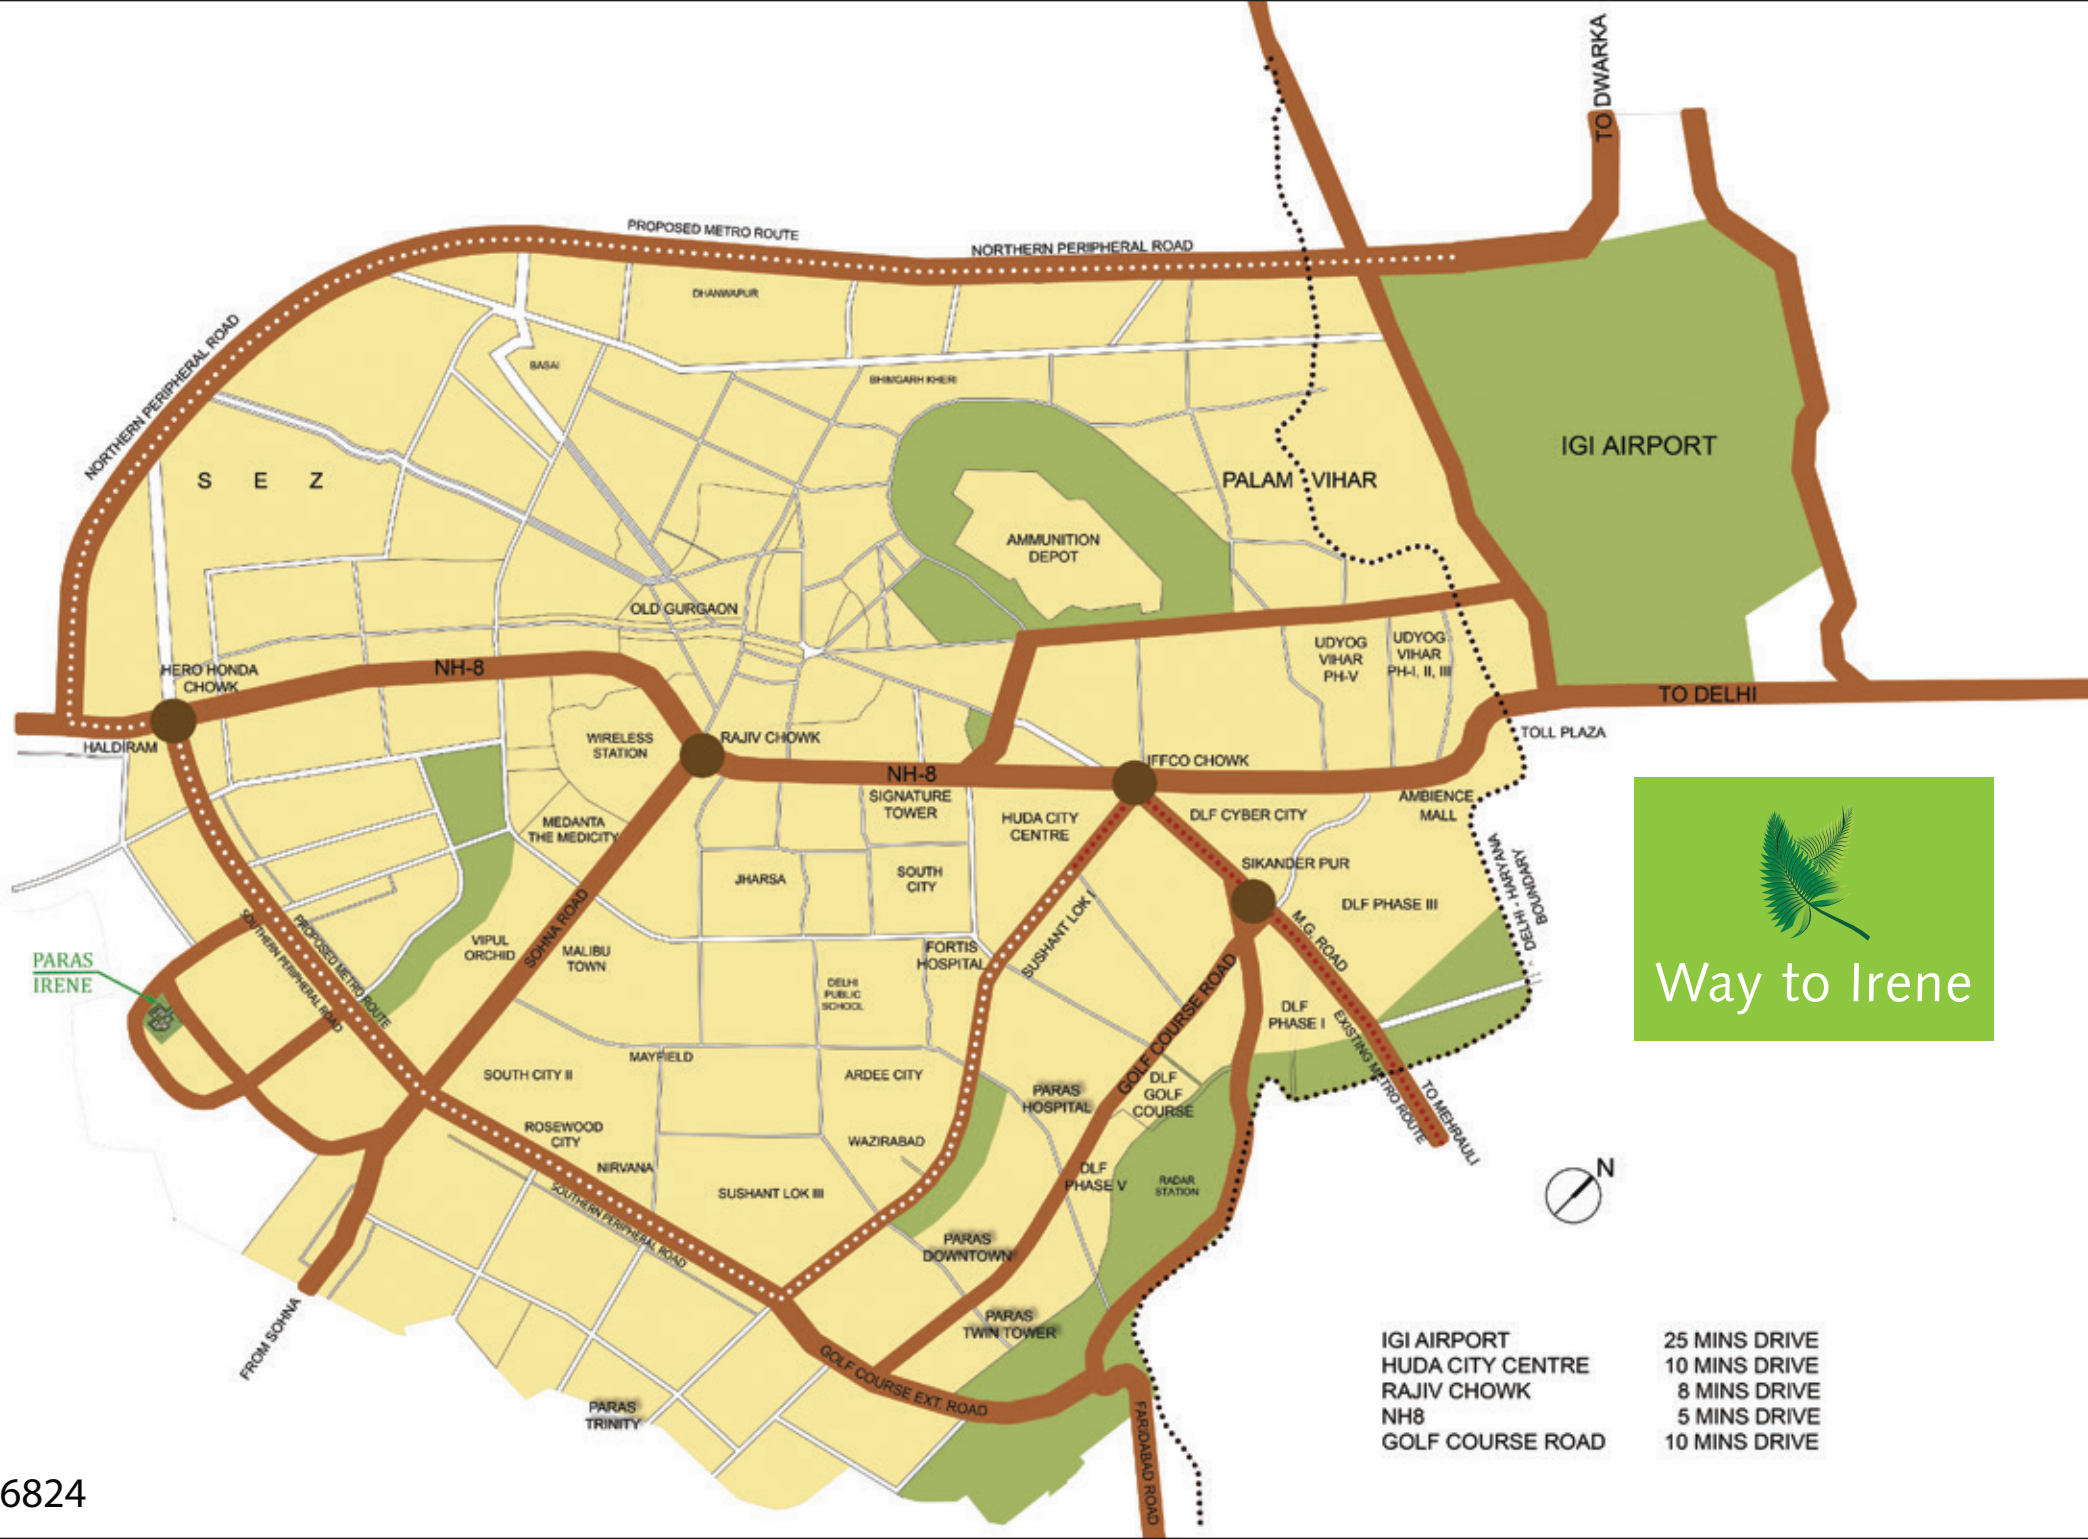 TO DWARKA
PROPOSED METRO ROUTE
NORTHERN PERIPHERAL ROAD
DHANWAPUR
NORTHERN PERIPHERAL ROAD
BASAI
BHIMGARH KHERI
IGI AIRPORT
S E Z
PALAM VIHAR
AMMUNITION
DEPOT
OLD GURGAON
UDYOG
VIHAR
PH-V
UDYOG
VIHAR
PH-I, II, III
HERO HONDA
CHOWK
NH-8
TO DELHI
TOLL PLAZA
HALDIRAM
WIRELESS
STATION
RAJIV CHOWK
IFFCO CHOWK
NH-8
SIGNATURE
TOWER
HUDA CITY
CENTRE
DLF CYBER CITY
AMBIENCE
MALL
MEDANTA
THE MEDICITY
DELHI - HARYANA
BOUNDARY
SIKANDER PUR
JHARSA
SOUTH
CITY
DLF PHASE III
SOHNA ROAD
SUSHANT LOK I
M.G. ROAD
VIPUL
ORCHID
MALIBU
TOWN
FORTIS
HOSPITAL
PARAS
IRENE
SOUTHERN PERIPHERAL ROAD
PROPOSED METRO ROUTE
DELHI
PUBLIC
SCHOOL
Way to Irene
DLF
PHASE I
GOLF COURSE ROAD
EXISTING METRO ROUTE
MAYFIELD
SOUTH CITY II
ARDEE CITY
PARAS
HOSPITAL
DLF
GOLF
COURSE
TO MEHRAULI
ROSEWOOD
CITY
WAZIRABAD
NIRVANA
DLF
PHASE V
RADAR
STATION
N
SUSHANT LOK III
SOUTHERN PERIPHERAL ROAD
PARAS
DOWNTOWN
FROM SOHNA
PARAS
TWIN TOWER
GOLF COURSE EXT. ROAD
PARAS
TRINITY
FARIDABAD ROAD
IGI AIRPORT 25 MINS DRIVE
HUDA CITY CENTRE 10 MINS DRIVE
RAJIV CHOWK 8 MINS DRIVE
NH8 5 MINS DRIVE
GOLF COURSE ROAD 10 MINS DRIVE
6824